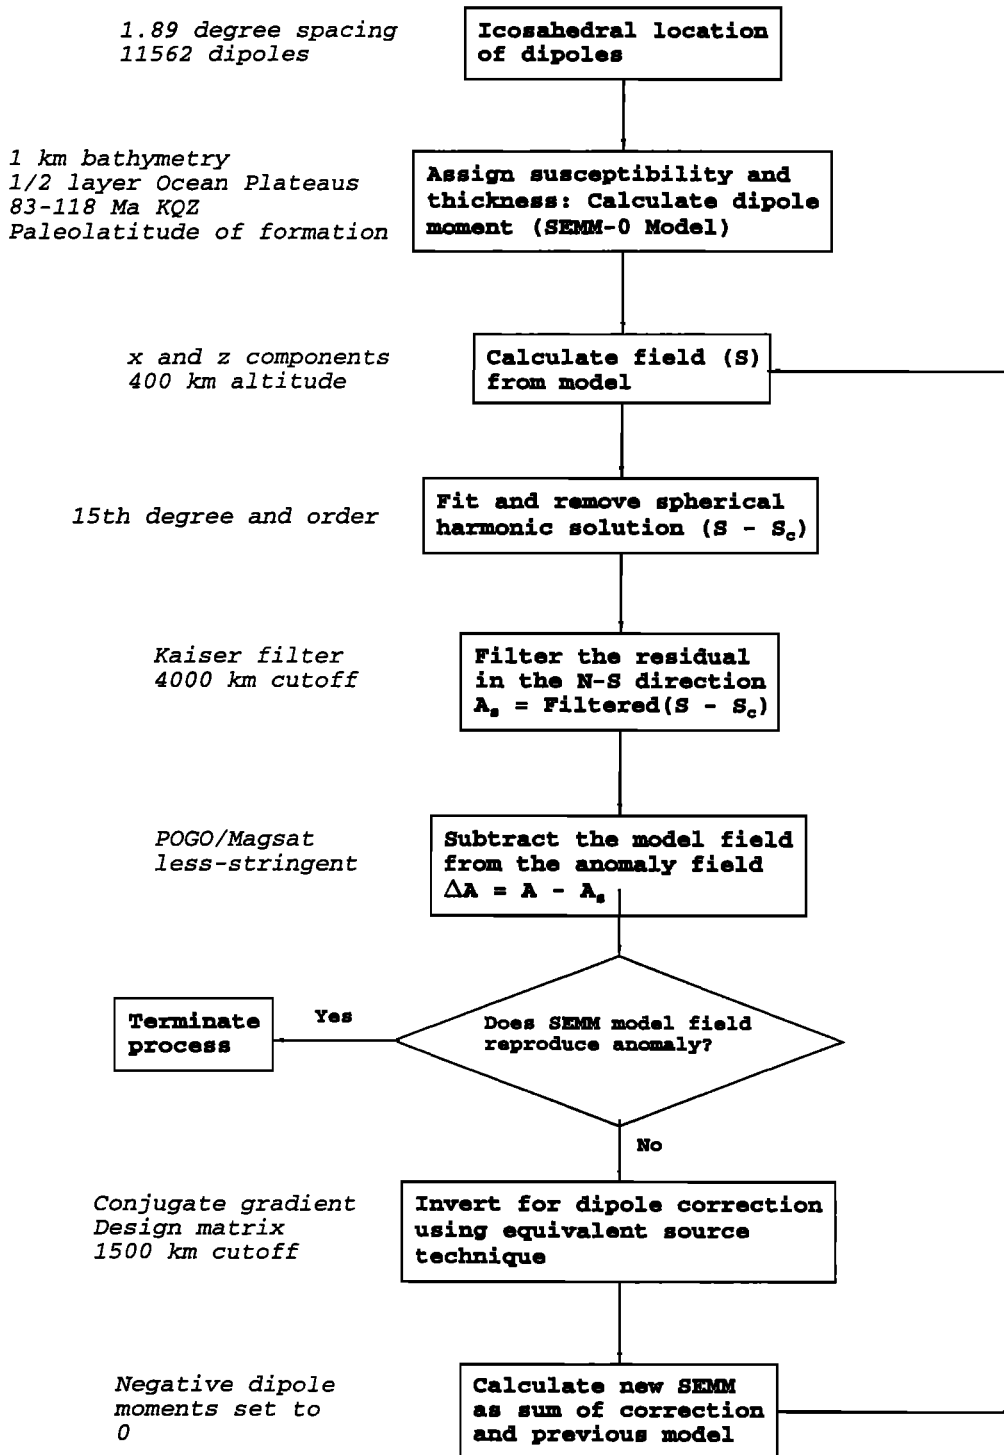 1.89 degree spacing
11562 dipoles
Icosahedral location
of dipoles
1 km bathymetry
1/2 layer Ocean Plateaus
83-118 Ma KQZ
Paleolatitude of formation
Assign susceptibility and
thickness: Calculate dipole
moment (SEMM-0 Model)
x and z components
400 km altitude
Calculate field (S)
from model
15th degree and order
Fit and remove spherical
harmonic solution (S - Sc)
Kaiser filter
4000 km cutoff
Filter the residual
in the N-S direction
As = Filtered(S - Sc)
POGO/Magsat
less-stringent
Subtract the model field
from the anomaly field
ΔA = A - As
Does SEMM model field
reproduce anomaly?
Yes
Terminate
process
No
Conjugate gradient
Design matrix
1500 km cutoff
Invert for dipole correction
using equivalent source
technique
Negative dipole
moments set to
0
Calculate new SEMM
as sum of correction
and previous model